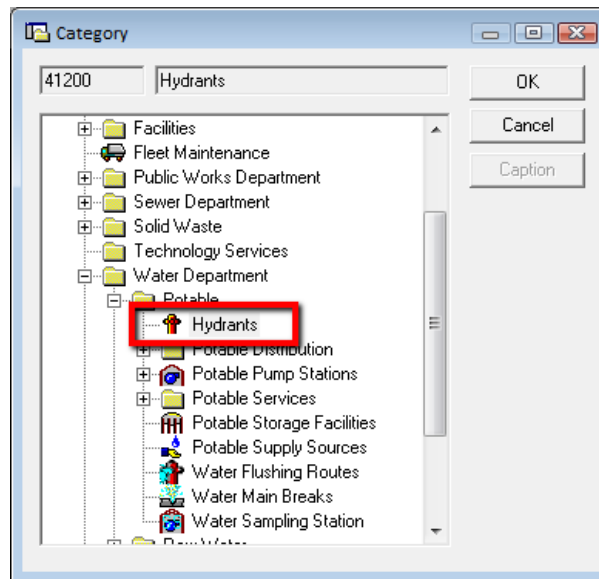 Category
41200 Hydrants
OK
Cancel
Caption
Facilities
Fleet Maintenance
Public Works Department
Sewer Department
Solid Waste
Technology Services
Water Department
Potable
Hydrants
Potable Distribution
Potable Pump Stations
Potable Services
Potable Storage Facilities
Potable Supply Sources
Water Flushing Routes
Water Main Breaks
Water Sampling Station